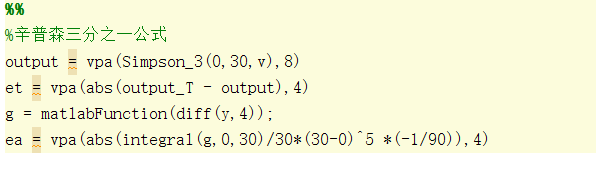 %%
%辛普森三分之一公式
output = vpa(Simpson_3(0,30,v),8)
et = vpa(abs(output_T - output),4)
g = matlabFunction(diff(y,4));
ea = vpa(abs(integral(g,0,30)/30*(30-0)^5 *(-1/90)),4)